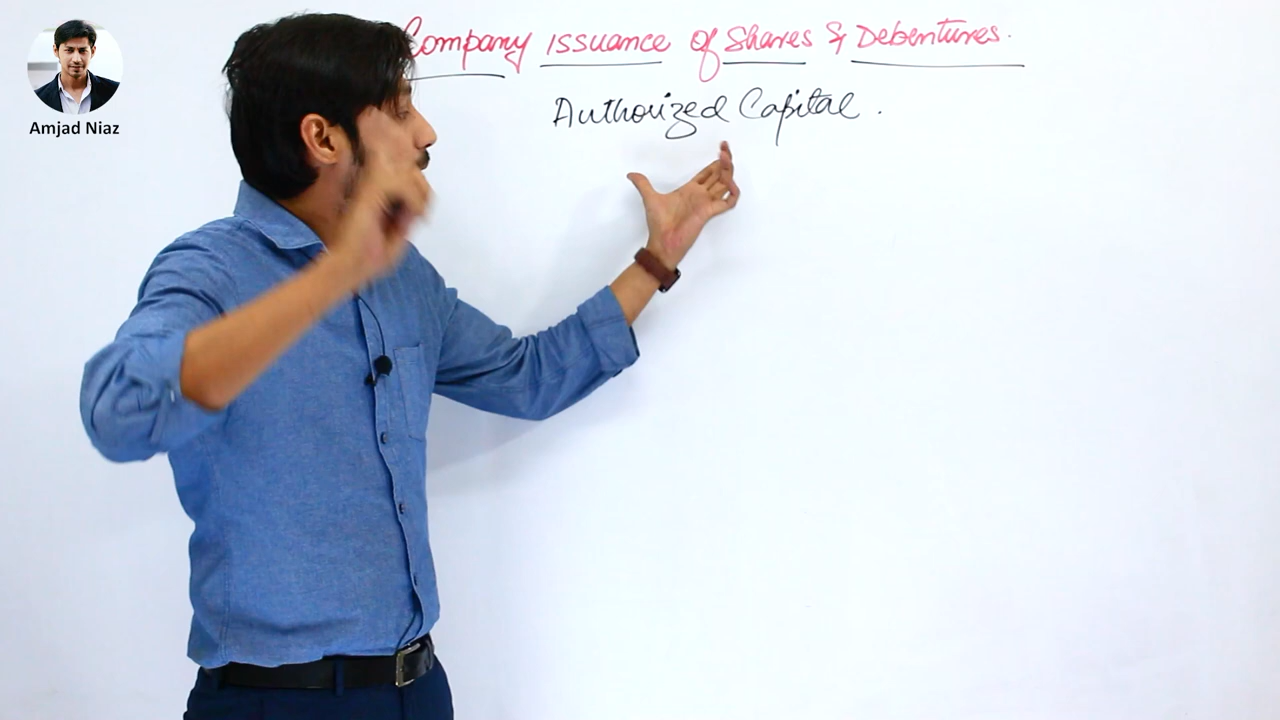 Company issuance of Shares & Debentures.
Authorized Capital.
Amjad Niaz